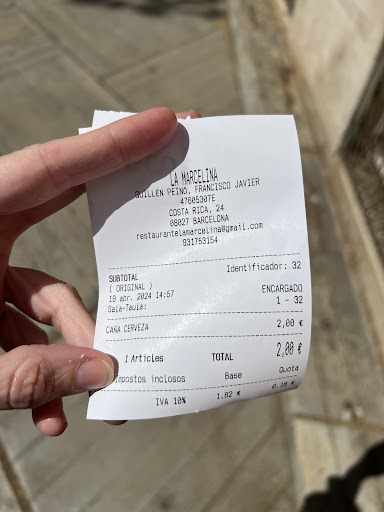 LA MARCELINA
GUILLEN PEINO, FRANCISCO JAVIER
47605307E
COSTA RICA, 24
08027 BARCELONA
restaurantelamarcelina@gmail.com
931753154
SUBTOTAL
( ORIGINAL ) Identificador: 32
19 abr. 2024 14:57 ENCARGADO
Sala-Taula: 1 - 32
CAÑA CERVEZA 2,00 €
1 Articles TOTAL 2,00 €
Impostos inclosos Base Quota
IVA 10% 1.82 € 0.18 €